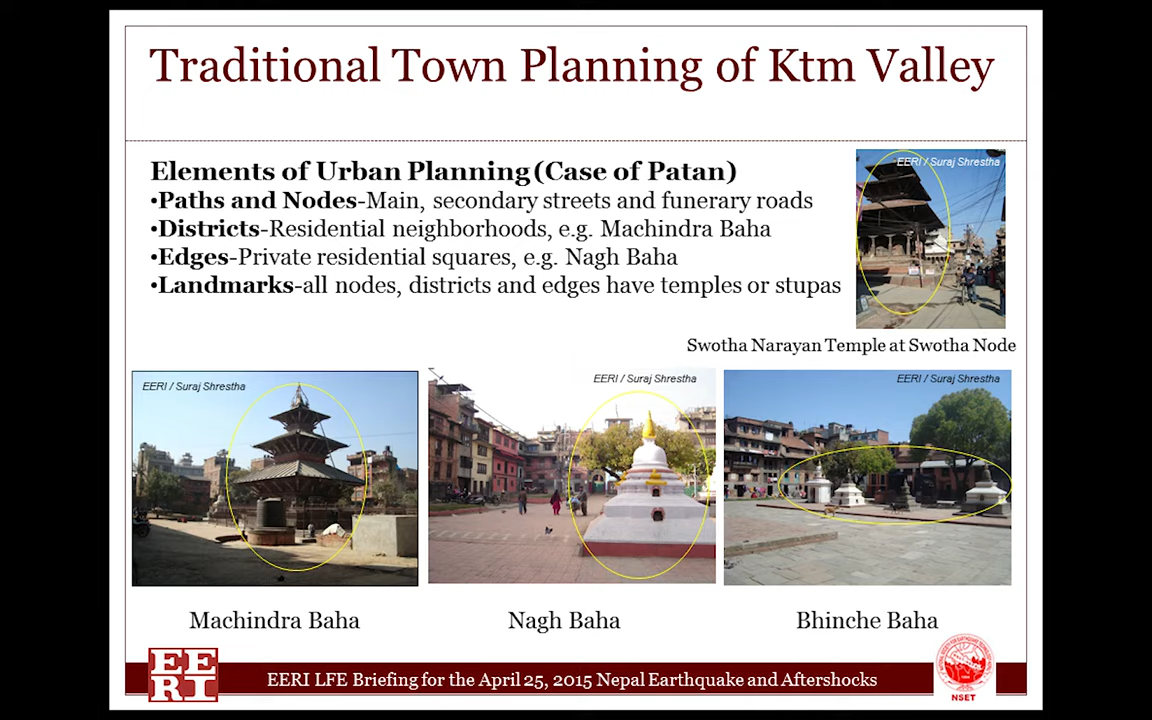 Traditional Town Planning of Ktm Valley
Elements of Urban Planning (Case of Patan)
•Paths and Nodes-Main, secondary streets and funerary roads
•Districts-Residential neighborhoods, e.g. Machindra Baha
•Edges-Private residential squares, e.g. Nagh Baha
•Landmarks-all nodes, districts and edges have temples or stupas
EERI / Suraj Shrestha
Swotha Narayan Temple at Swotha Node
EERI / Suraj Shrestha
EERI / Suraj Shrestha
EERI / Suraj Shrestha
Machindra Baha
Nagh Baha
Bhinche Baha
EE
RI
EERI LFE Briefing for the April 25, 2015 Nepal Earthquake and Aftershocks
NSET